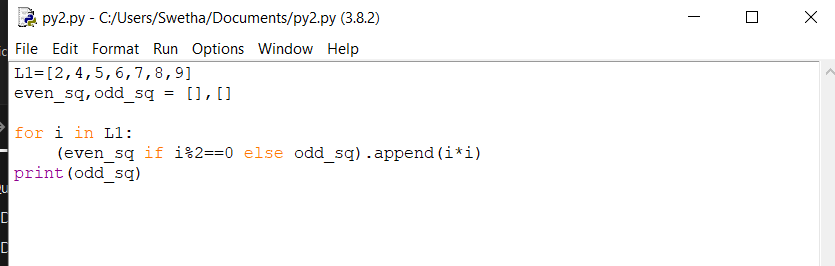 py2.py - C:/Users/Swetha/Documents/py2.py (3.8.2)
File Edit Format Run Options Window Help
L1=[2,4,5,6,7,8,9]
even_sq,odd_sq = [],[]
for i in L1:
    (even_sq if i%2==0 else odd_sq).append(i*i)
print(odd_sq)